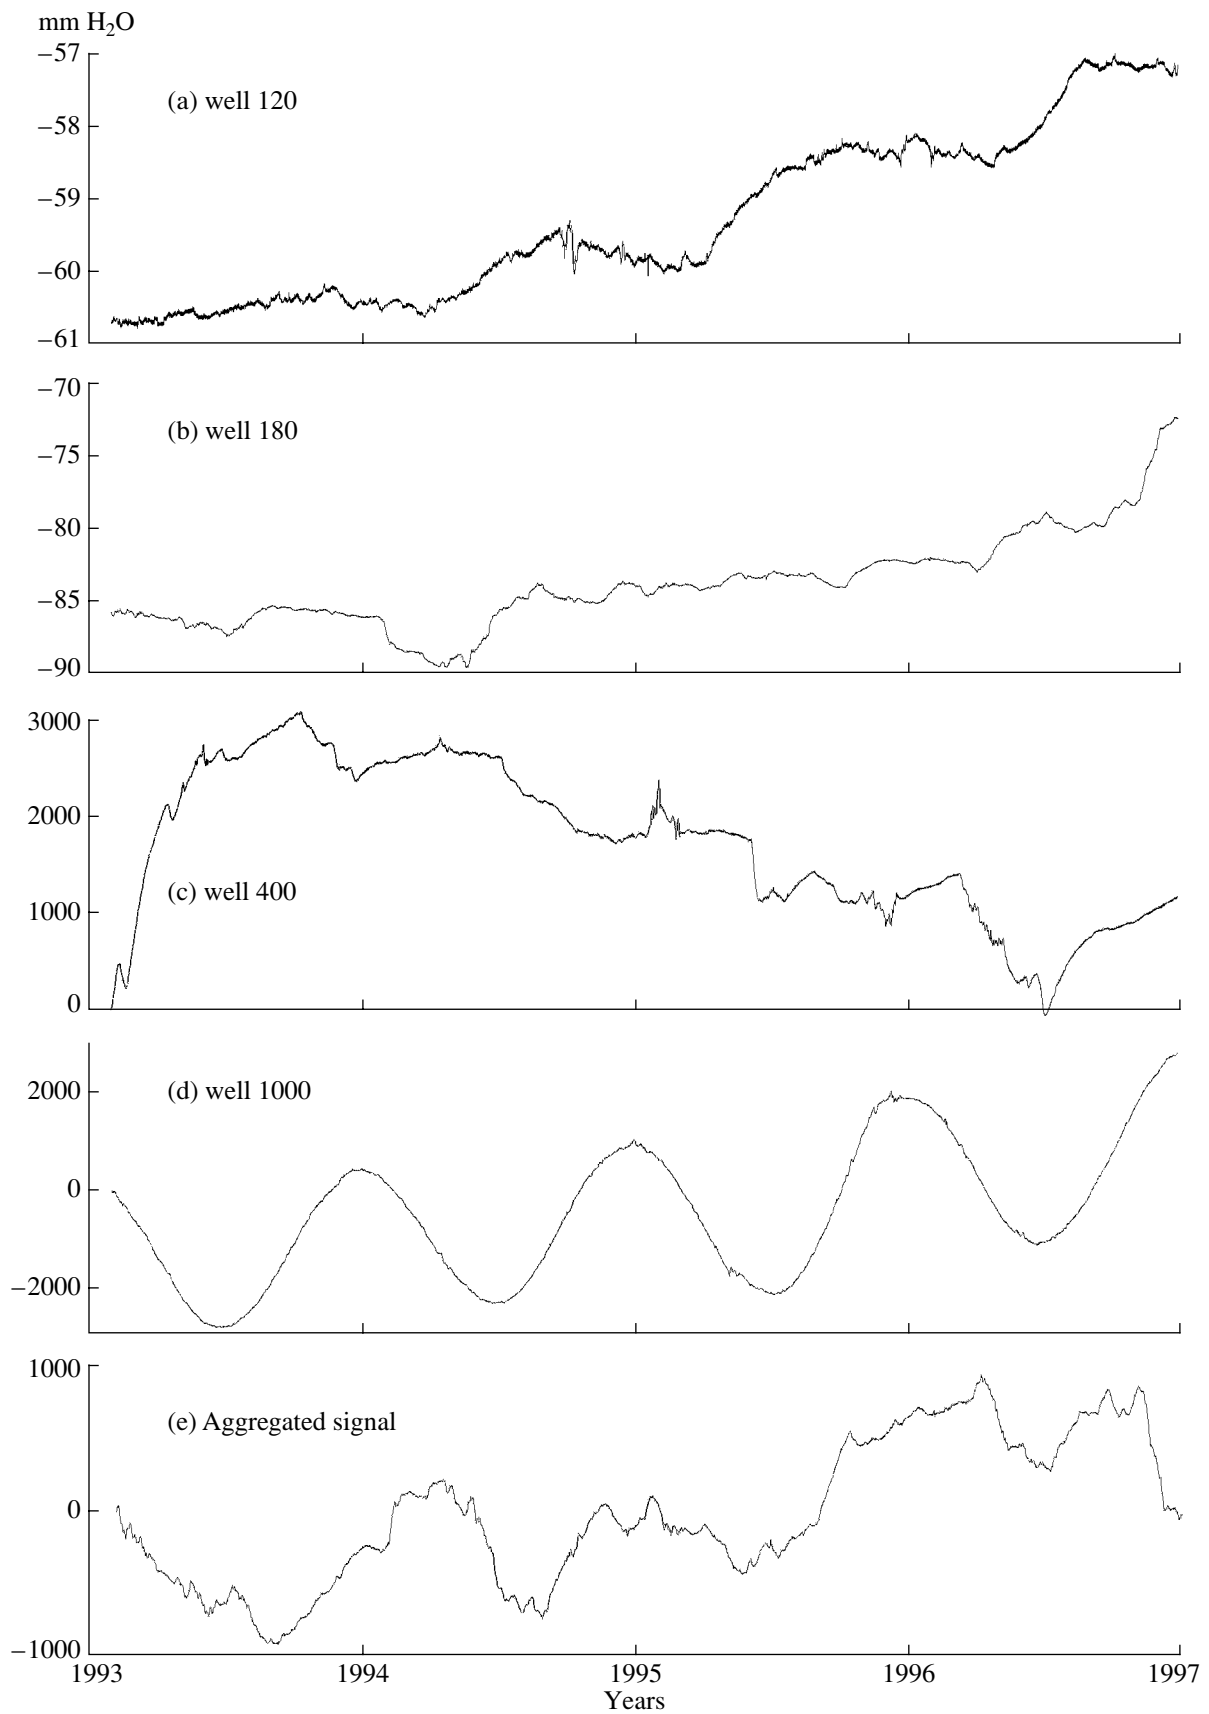 mm H₂O
−57
(a) well 120
−58
−59
−60
−61
−70
(b) well 180
−75
−80
−85
−90
3000
2000
(c) well 400
1000
0
(d) well 1000
2000
0
−2000
1000
(e) Aggregated signal
0
−1000
1993 1994 1995 1996 1997
Years